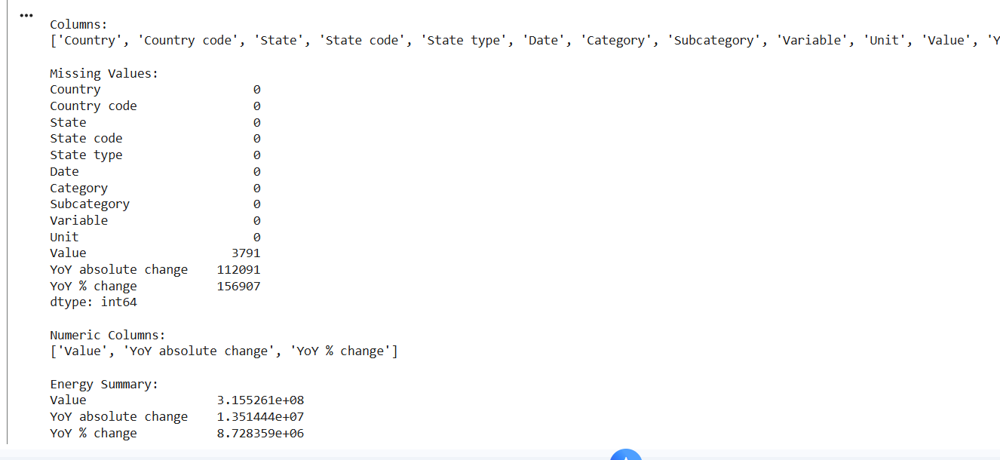 Columns:
['Country', 'Country code', 'State', 'State code', 'State type', 'Date', 'Category', 'Subcategory', 'Variable', 'Unit', 'Value', 'Y
Missing Values:
Country 0
Country code 0
State 0
State code 0
State type 0
Date 0
Category 0
Subcategory 0
Variable 0
Unit 0
Value 3791
YoY absolute change 112091
YoY % change 156907
dtype: int64
Numeric Columns:
['Value', 'YoY absolute change', 'YoY % change']
Energy Summary:
Value 3.155261e+08
YoY absolute change 1.351444e+07
YoY % change 8.728359e+06